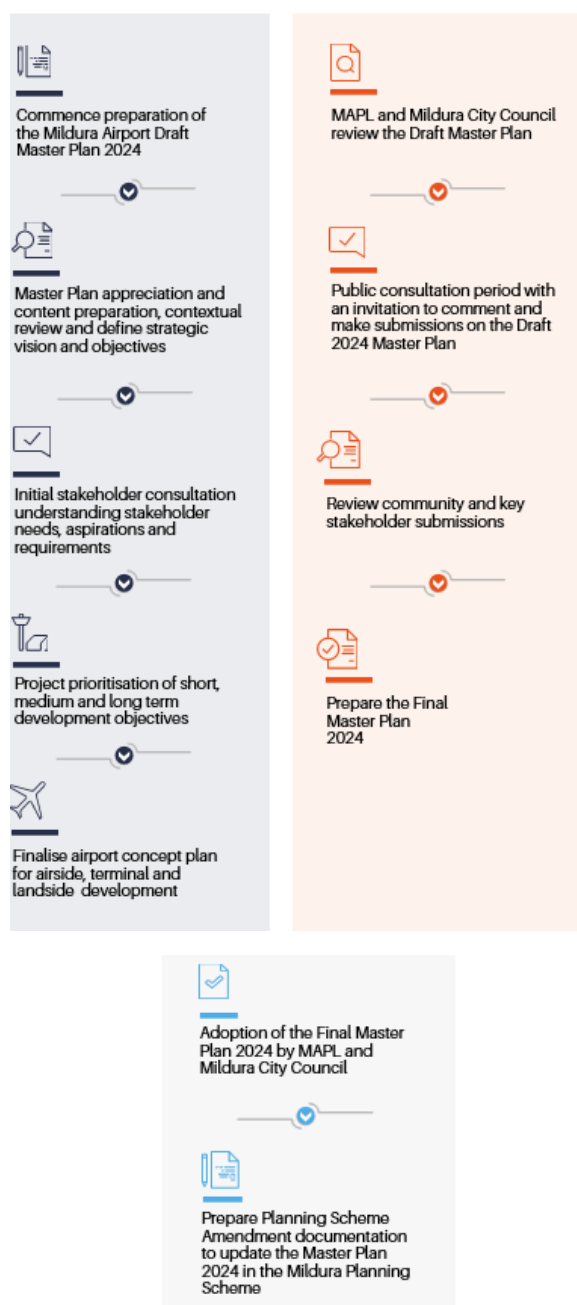 Commence preparation of
the Mildura Airport Draft
Master Plan 2024
Master Plan appreciation and
content preparation, contextual
review and define strategic
vision and objectives
Initial stakeholder consultation
understanding stakeholder
needs, aspirations and
requirements
Project prioritisation of short,
medium and long term
development objectives
Finalise airport concept plan
for airside, terminal and
landside development
MAPL and Mildura City Council
review the Draft Master Plan
Public consultation period with
an invitation to comment and
make submissions on the Draft
2024 Master Plan
Review community and key
stakeholder submissions
Prepare the Final
Master Plan
2024
Adoption of the Final Master
Plan 2024 by MAPL and
Mildura City Council
Prepare Planning Scheme
Amendment documentation
to update the Master Plan
2024 in the Mildura Planning
Scheme